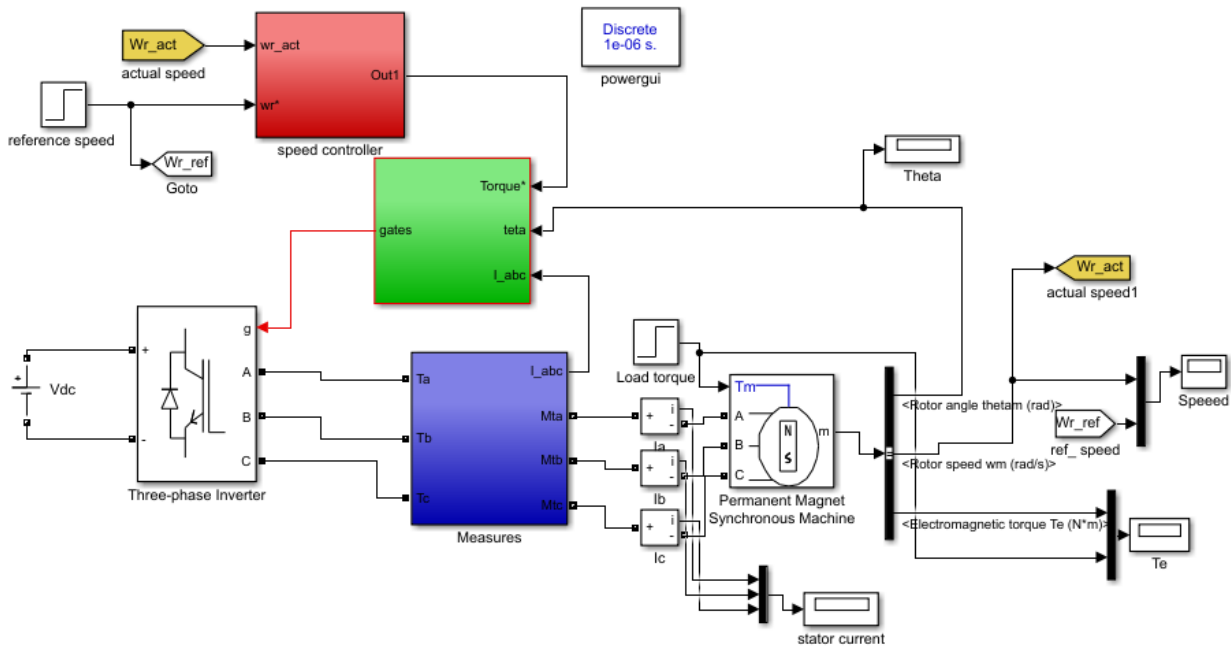 Wr_act
actual speed
wr_act
Out1
wr*
reference speed
speed controller
Wr_ref
Goto
Discrete
1e-06 s.
powergui
Torque*
gates
teta
I_abc
Theta
Wr_act
actual speed1
g
+
A
B
C
-
+
Vdc
Three-phase Inverter
Ta
Tb
Tc
I_abc
Mta
Mtb
Mtc
Measures
Load torque
+
i
-
Ia
+
i
-
Ib
+
i
-
Ic
Tm
A
B
C
N
S
m
Permanent Magnet
Synchronous Machine
<Rotor angle thetam (rad)>
<Rotor speed wm (rad/s)>
<Electromagnetic torque Te (N*m)>
Wr_ref
ref_ speed
Speeed
Te
stator current